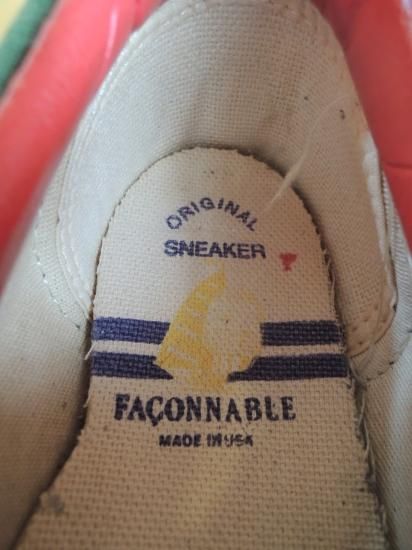 ORIGINAL
SNEAKER
FAÇONNABLE
MADE IN USA